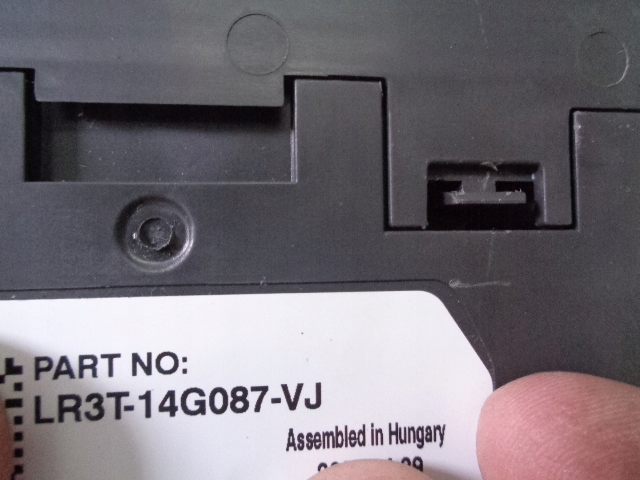 PART NO:
LR3T-14G087-VJ
Assembled in Hungary